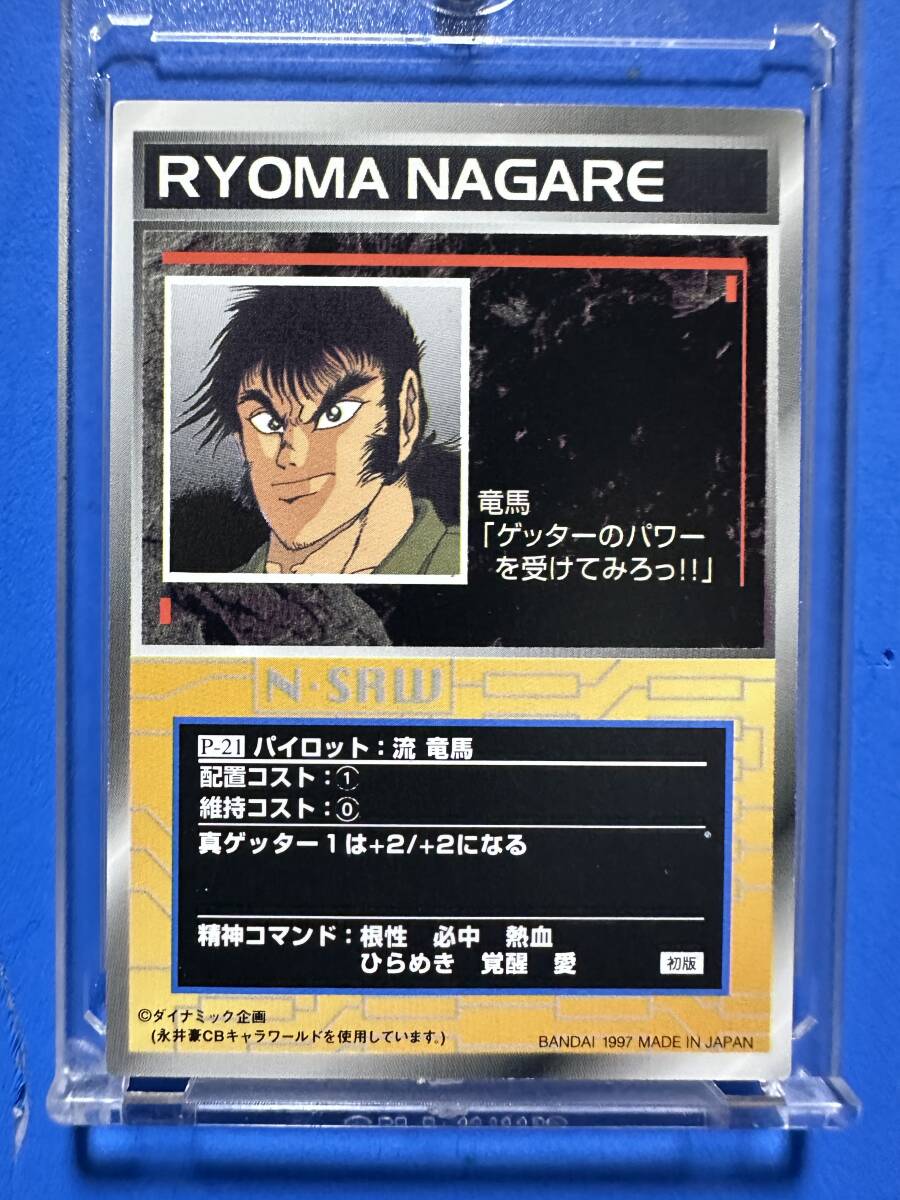 RYOMA NAGARE
竜馬
「ゲッターのパワー
を受けてみろっ!!」
N·SRW
P-21 パイロット：流 竜馬
配置コスト：①
維持コスト：⓪
真ゲッター1は+2/+2になる
精神コマンド：根性 必中 熱血
ひらめき 覚醒 愛
初版
©ダイナミック企画
(永井豪CBキャラワールドを使用しています。)
BANDAI 1997 MADE IN JAPAN